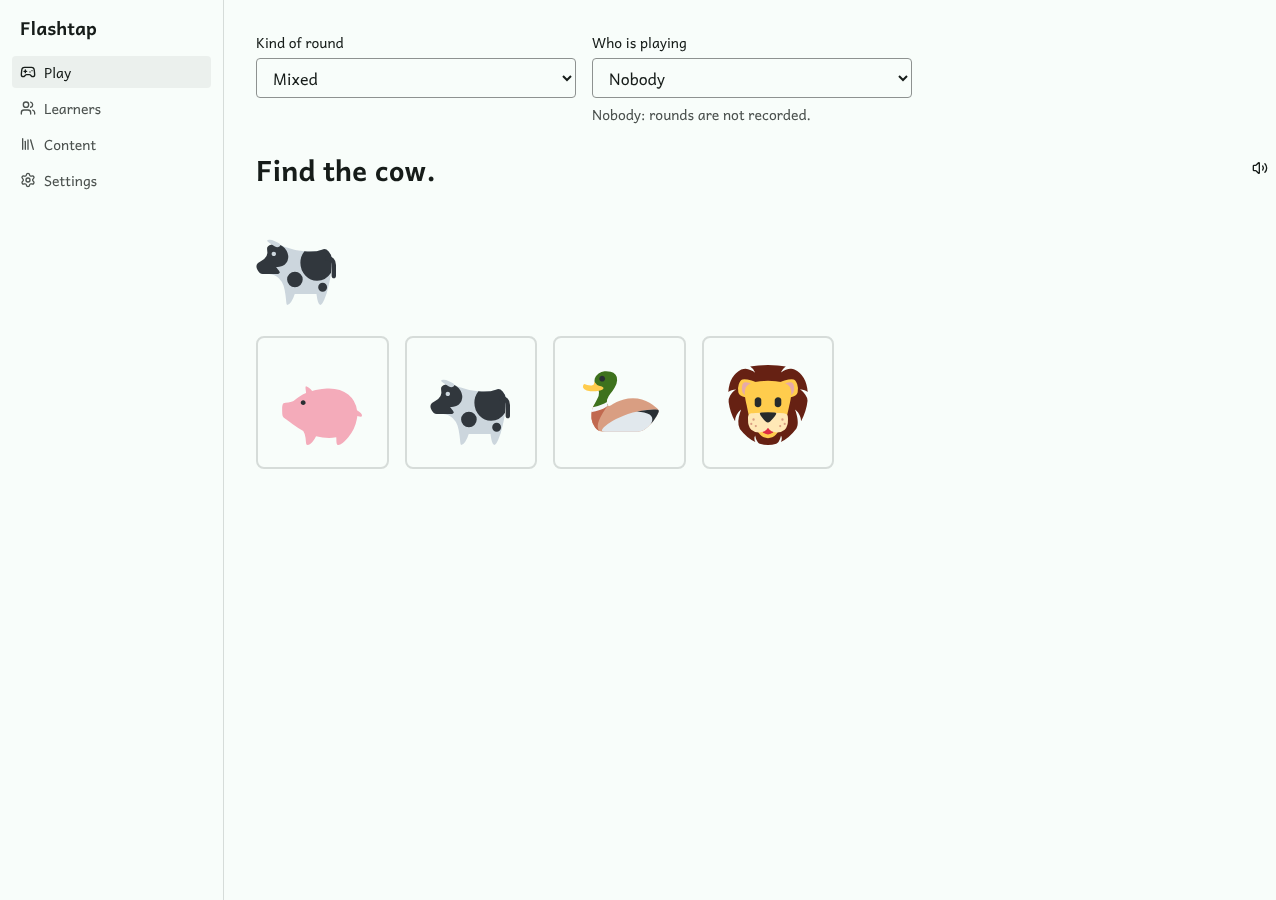 Flashtap
Play
Learners
Content
Settings
Kind of round
Mixed
Who is playing
Nobody
Nobody: rounds are not recorded.
Find the cow.